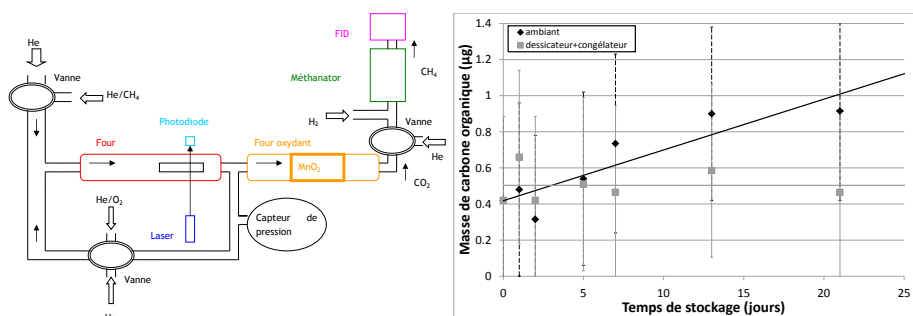 He
Vanne
He/CH4
Four
Photodiode
Laser
He/O2
Vanne
Four oxydant
MnO2
Capteur de
pression
FID
CH4
Méthanator
H2
Vanne
He
CO2
Masse de carbone organique (µg)
1.4
1.2
1
0.8
0.6
0.4
0.2
0
ambiant
dessicateur+congélateur
0
5
10
15
20
25
Temps de stockage (jours)